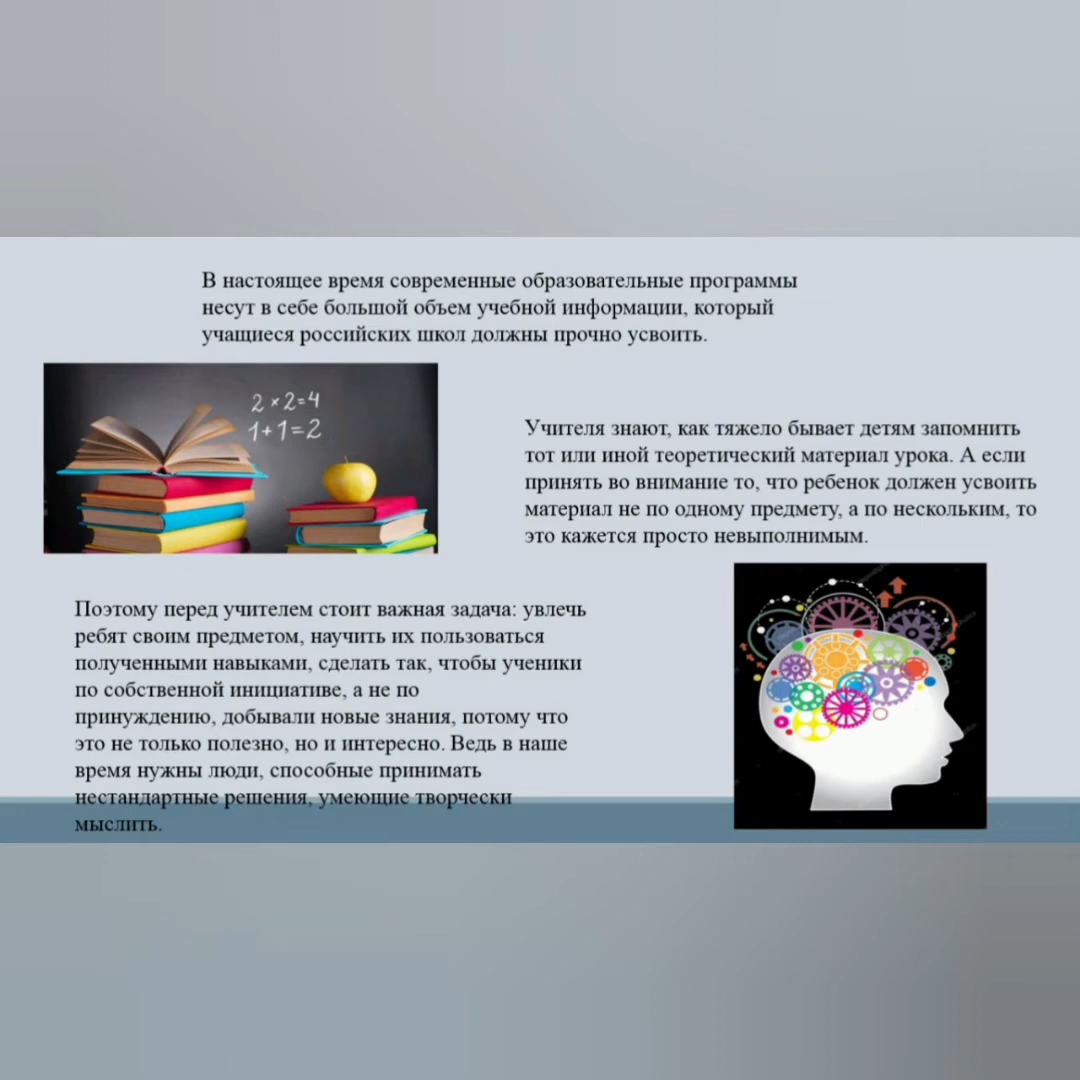 В настоящее время современные образовательные программы
несут в себе большой объем учебной информации, который
учащиеся российских школ должны прочно усвоить.
2 × 2=4
1+1=2
Учителя знают, как тяжело бывает детям запомнить
тот или иной теоретический материал урока. А если
принять во внимание то, что ребенок должен усвоить
материал не по одному предмету, а по нескольким, то
это кажется просто невыполнимым.
Поэтому перед учителем стоит важная задача: увлечь
ребят своим предметом, научить их пользоваться
полученными навыками, сделать так, чтобы ученики
по собственной инициативе, а не по
принуждению, добывали новые знания, потому что
это не только полезно, но и интересно. Ведь в наше
время нужны люди, способные принимать
нестандартные решения, умеющие творчески
мыслить.